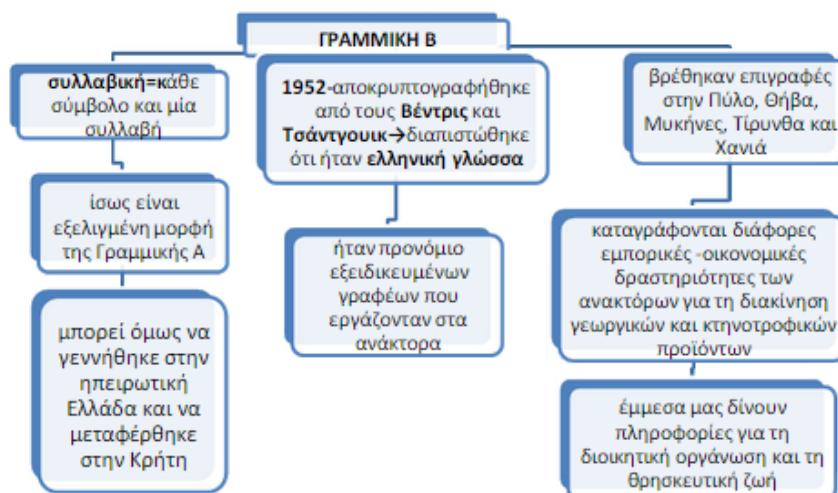 ΓΡΑΜΜΙΚΗ Β
συλλαβική=κάθε
σύμβολο και μία
συλλαβή
ίσως είναι
εξελιγμένη μορφή
της Γραμμικής Α
μπορεί όμως να
γεννήθηκε στην
ηπειρωτική
Ελλάδα και να
μεταφέρθηκε
στην Κρήτη
1952-αποκρυπτογραφήθηκε
από τους Βέντρις και
Τσάντγουικ→διαπιστώθηκε
ότι ήταν ελληνική γλώσσα
ήταν προνόμιο
εξειδικευμένων
γραφέων που
εργάζονταν στα
ανάκτορα
βρέθηκαν επιγραφές
στην Πύλο, Θήβα,
Μυκήνες, Τίρυνθα και
Χανιά
καταγράφονται διάφορες
εμπορικές -οικονομικές
δραστηριότητες των
ανακτόρων για τη διακίνηση
γεωργικών και κτηνοτροφικών
προϊόντων
έμμεσα μας δίνουν
πληροφορίες για τη
διοικητική οργάνωση και τη
θρησκευτική ζωή